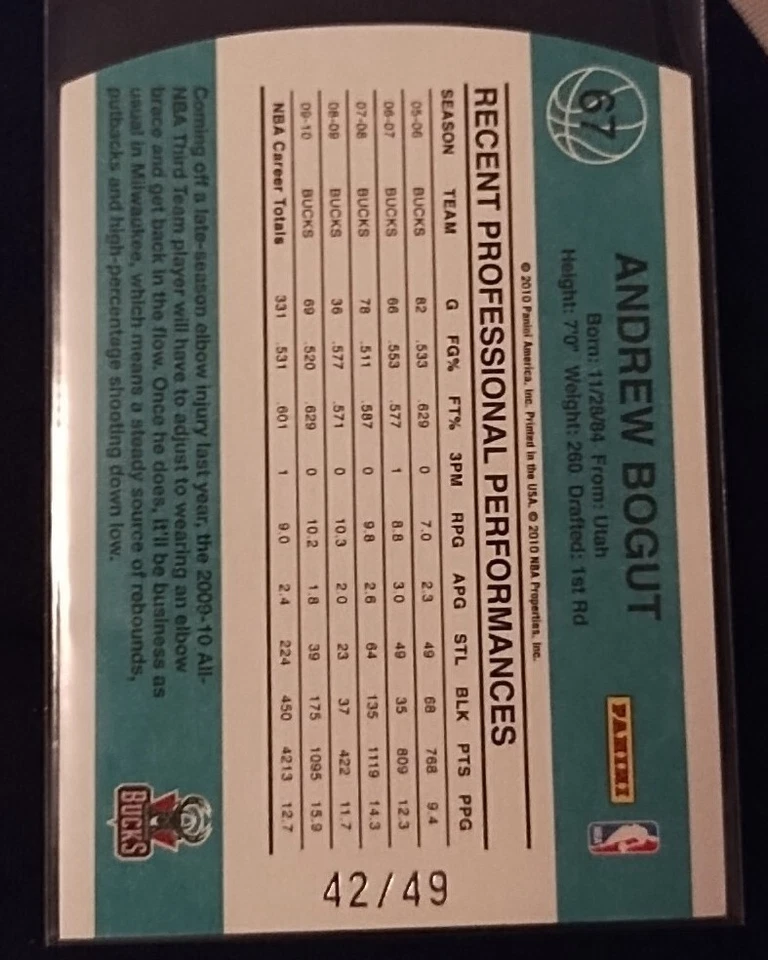 67
ANDREW BOGUT
Born: 11/28/84 From: Utah
Height: 7'0" Weight: 260 Drafted: 1st Rd
PANINI
NBA
© 2010 Panini America, Inc. Printed in the USA. © 2010 NBA Properties, Inc.
RECENT PROFESSIONAL PERFORMANCES
SEASON TEAM G FG% FT% 3PM RPG APG STL BLK PTS PPG
05-06 BUCKS 82 .533 .629 0 7.0 2.3 49 68 768 9.4
06-07 BUCKS 66 .553 .577 1 8.8 3.0 49 35 809 12.3
07-08 BUCKS 78 .511 .587 0 9.8 2.6 64 135 1119 14.3
08-09 BUCKS 36 .577 .571 0 10.3 2.0 23 37 422 11.7
09-10 BUCKS 69 .520 .629 0 10.2 1.8 39 175 1095 15.9
NBA Career Totals 331 .531 .601 1 9.0 2.4 224 450 4213 12.7
42/49
Coming off a late-season elbow injury last year, the 2009-10 All-
NBA Third Team player will have to adjust to wearing an elbow
brace and get back in the flow. Once he does, it'll be business as
usual in Milwaukee, which means a steady source of rebounds,
putbacks and high-percentage shooting down low.
BUCKS